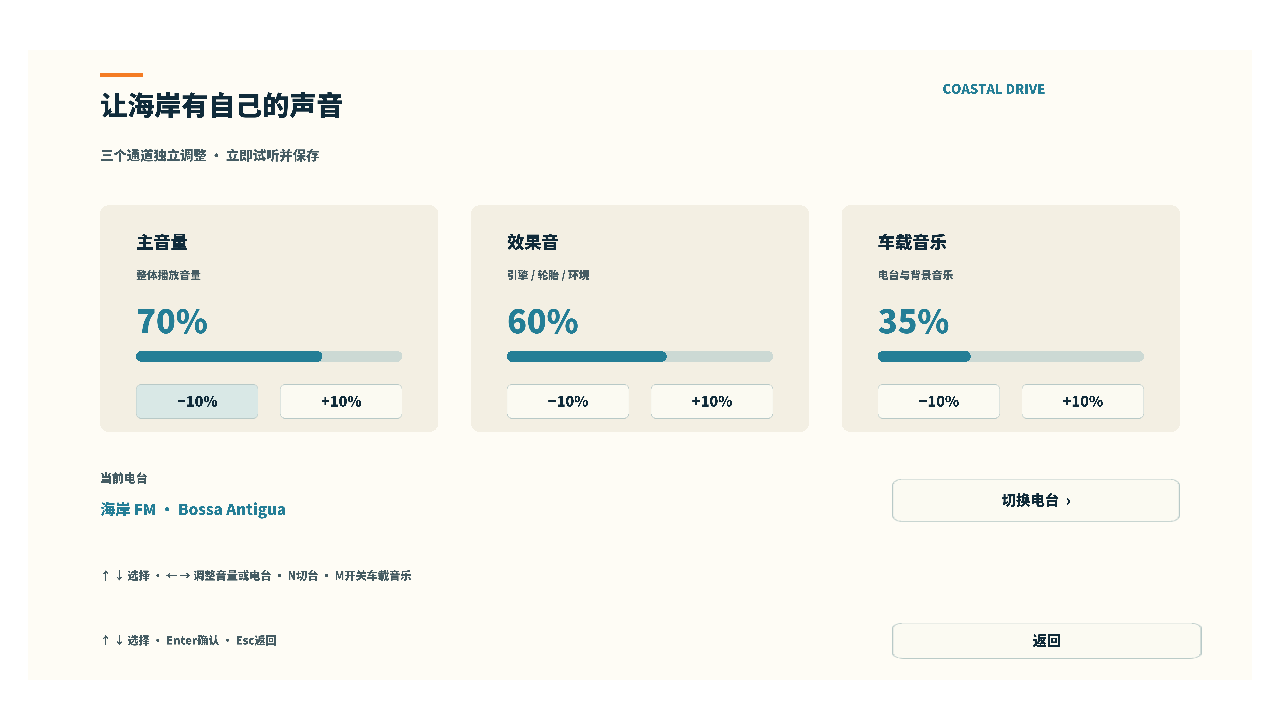 让海岸有自己的声音
COASTAL DRIVE
三个通道独立调整 • 立即试听并保存
主音量
整体播放音量
70%
−10%
+10%
效果音
引擎 / 轮胎 / 环境
60%
−10%
+10%
车载音乐
电台与背景音乐
35%
−10%
+10%
当前电台
海岸 FM • Bossa Antigua
切换电台 ›
↑ ↓ 选择 • ← → 调整音量或电台 • N切台 • M开关车载音乐
↑ ↓ 选择 • Enter确认 • Esc返回
返回